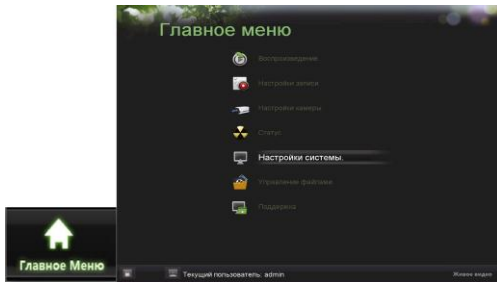 Главное меню
Воспроизведение
Настройки записи
Настройки камеры
Статус
Настройки системы.
Управление файлами
Поддержка
Главное Меню
Текущий пользователь: admin
Живое видео